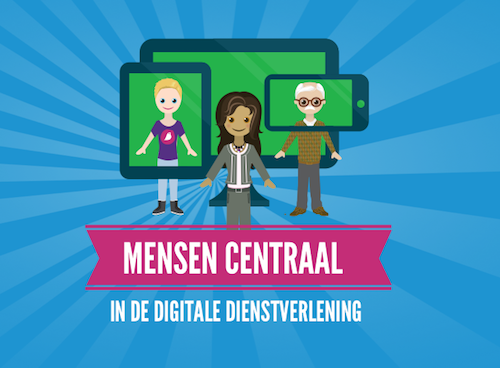 MENSEN CENTRAAL
IN DE DIGITALE DIENSTVERLENING